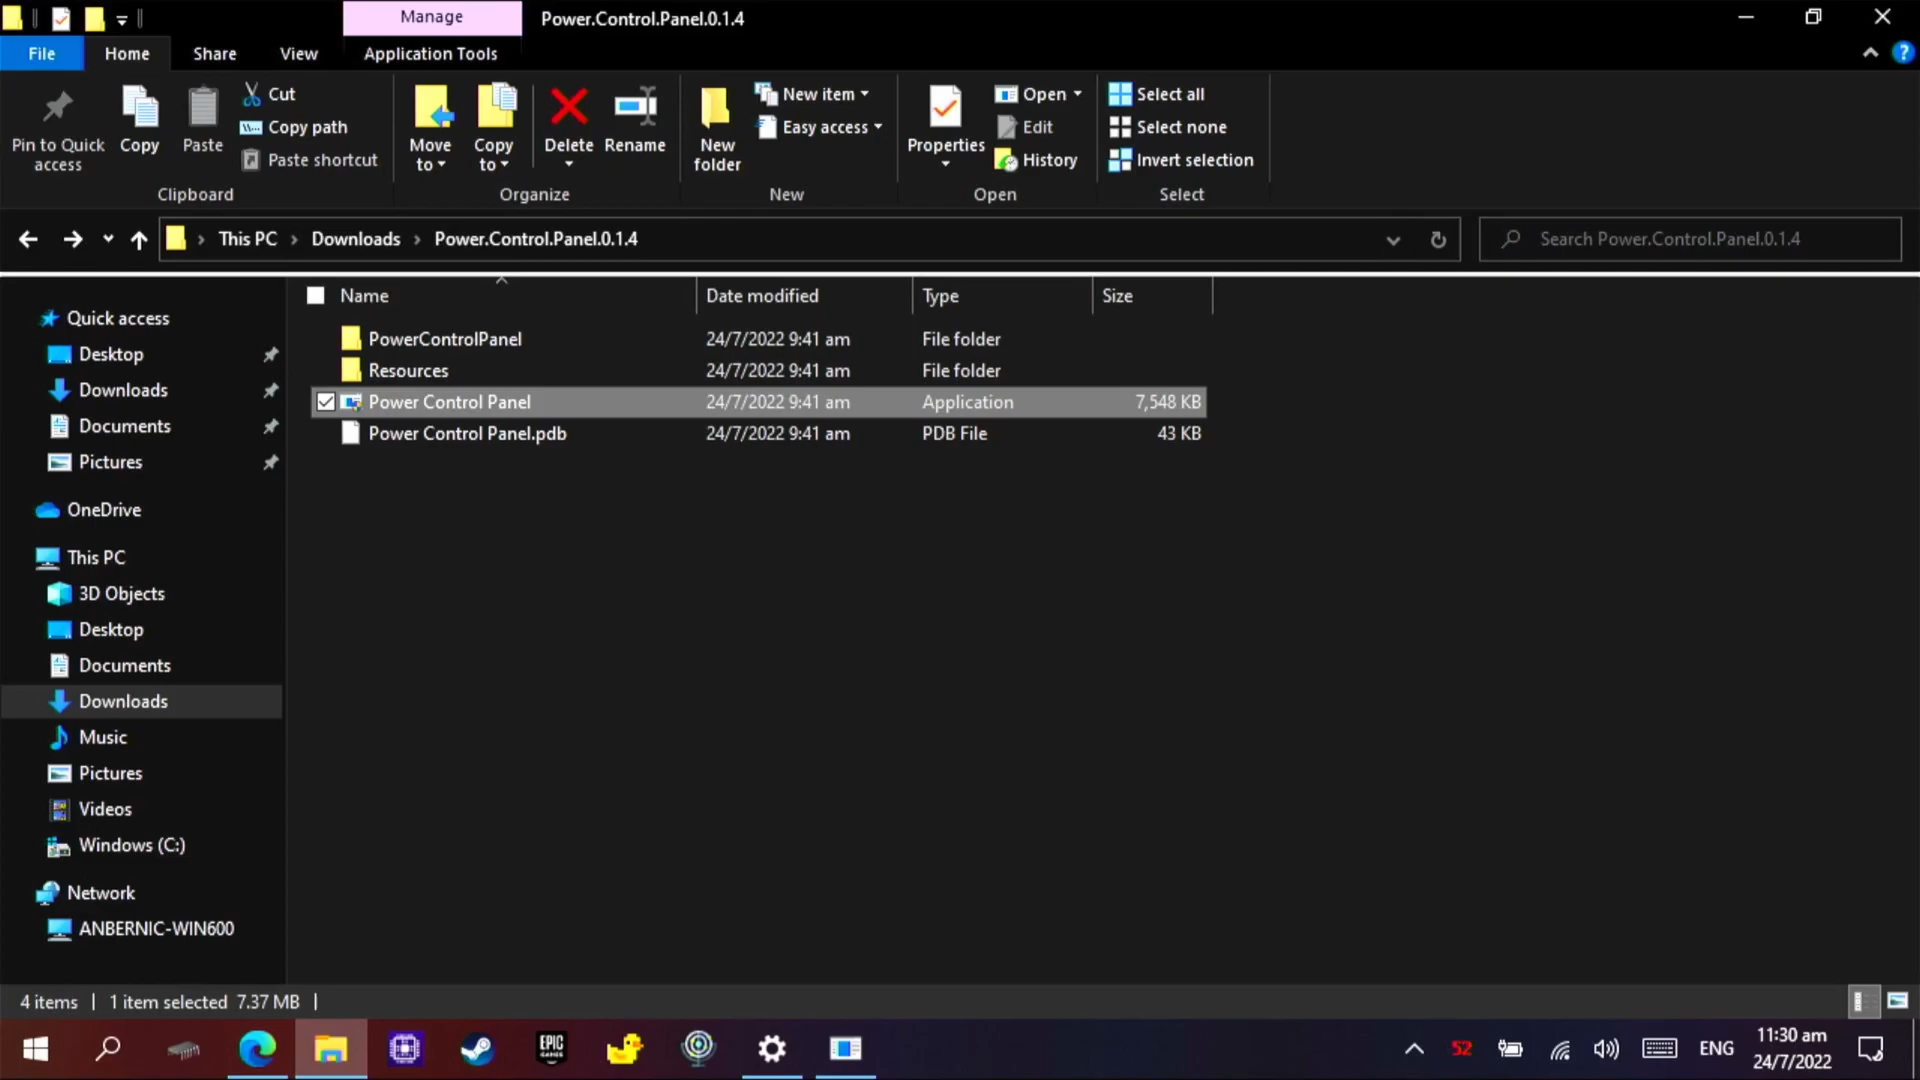 Manage
Power.Control.Panel.0.1.4
File
Home
Share
View
Application Tools
Pin to Quick
access
Copy
Paste
Cut
Copy path
Paste shortcut
Clipboard
Move
to
Copy
to
Delete
Rename
Organize
New
folder
New item
Easy access
New
Properties
Open
Edit
History
Open
Select all
Select none
Invert selection
Select
This PC
Downloads
Power.Control.Panel.0.1.4
Search Power.Control.Panel.0.1.4
Name
Date modified
Type
Size
PowerControlPanel
24/7/2022 9:41 am
File folder
Resources
24/7/2022 9:41 am
File folder
Power Control Panel
24/7/2022 9:41 am
Application
7,548 KB
Power Control Panel.pdb
24/7/2022 9:41 am
PDB File
43 KB
Quick access
Desktop
Downloads
Documents
Pictures
OneDrive
This PC
3D Objects
Desktop
Documents
Downloads
Music
Pictures
Videos
Windows (C:)
Network
ANBERNIC-WIN600
4 items
1 item selected 7.37 MB
EPIC
GAMES
52
ENG
11:30 am
24/7/2022